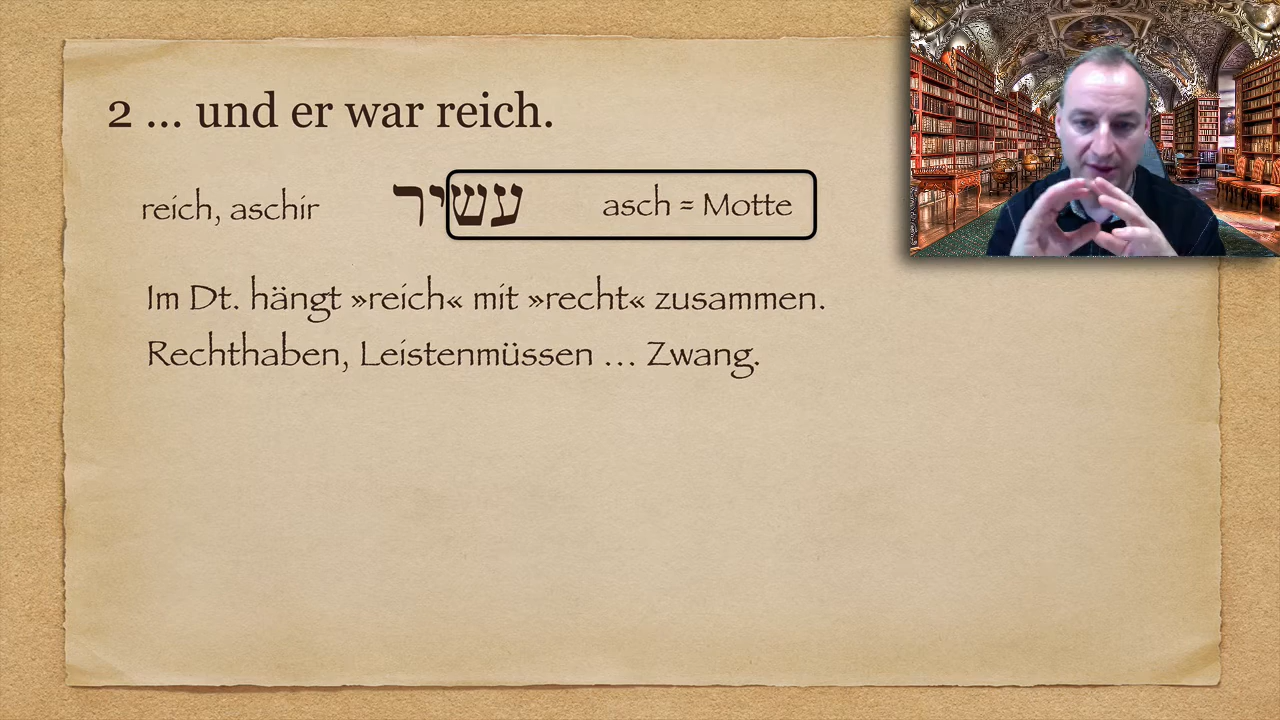 2 ... und er war reich.
reich, aschir עשיר asch = Motte
Im Dt. hängt »reich« mit »recht« zusammen.
Rechthaben, Leistenmüssen ... Zwang.